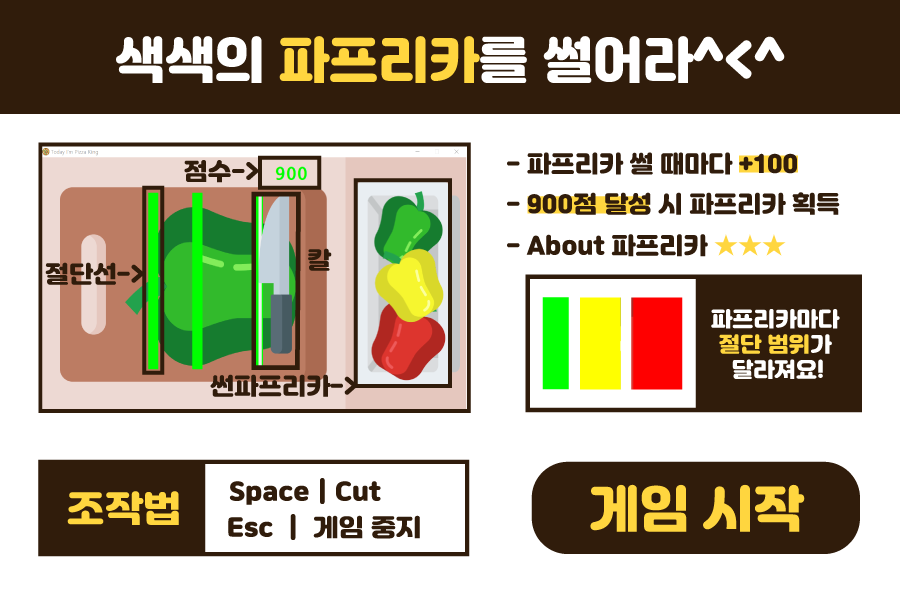 색색의 파프리카를 썰어라^<^
Today I'm Pizza King
점수->
900
절단선->
칼
썬파프리카->
- 파프리카 썰 때마다 +100
- 900점 달성 시 파프리카 획득
- About 파프리카 ★★★
파프리카마다
절단 범위가
달라져요!
조작법
Space | Cut
Esc | 게임 중지
게임 시작